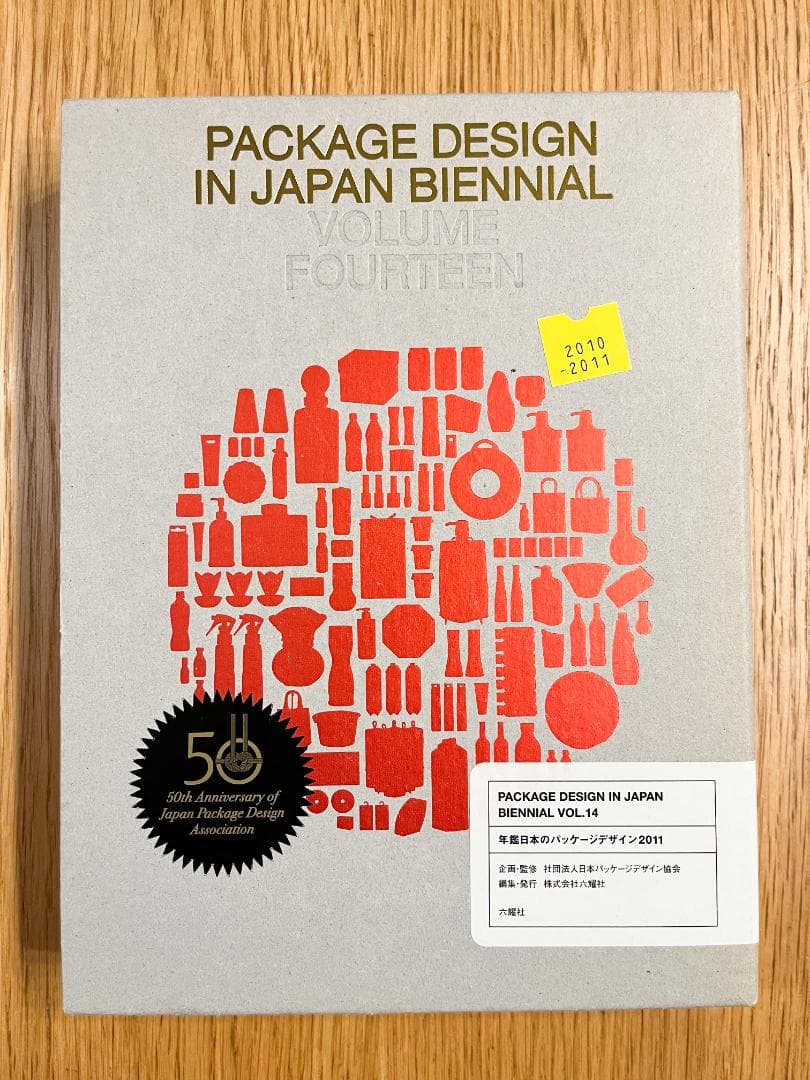 PACKAGE DESIGN
IN JAPAN BIENNIAL
VOLUME
FOURTEEN
2010
-2011
50
50th Anniversary of
Japan Package Design
Association
PACKAGE DESIGN IN JAPAN
BIENNIAL VOL.14
年鑑日本のパッケージデザイン2011
企画・監修 社団法人日本パッケージデザイン協会
編集・発行 株式会社六耀社
六耀社